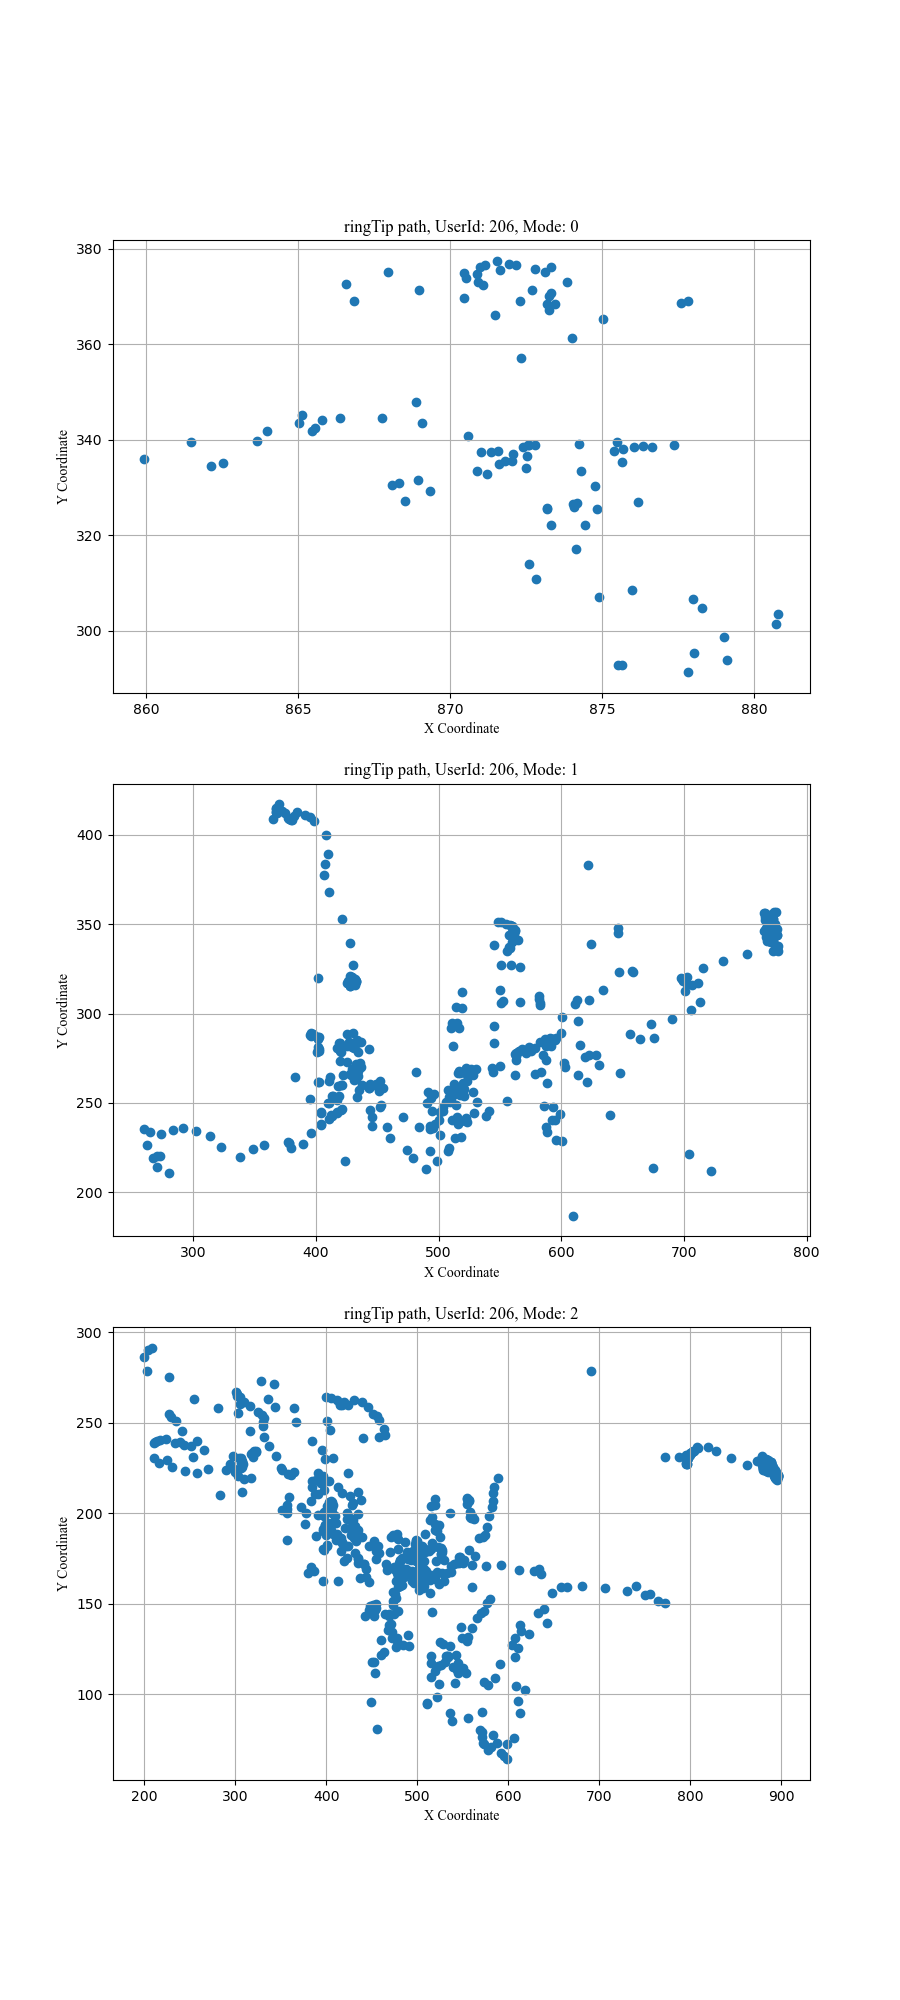 ringTip path, UserId: 206, Mode: 0
380
360
340
320
300
Y Coordinate
860 865 870 875 880
X Coordinate
ringTip path, UserId: 206, Mode: 1
400
350
300
250
200
Y Coordinate
300 400 500 600 700 800
X Coordinate
ringTip path, UserId: 206, Mode: 2
300
250
200
150
100
Y Coordinate
200 300 400 500 600 700 800 900
X Coordinate